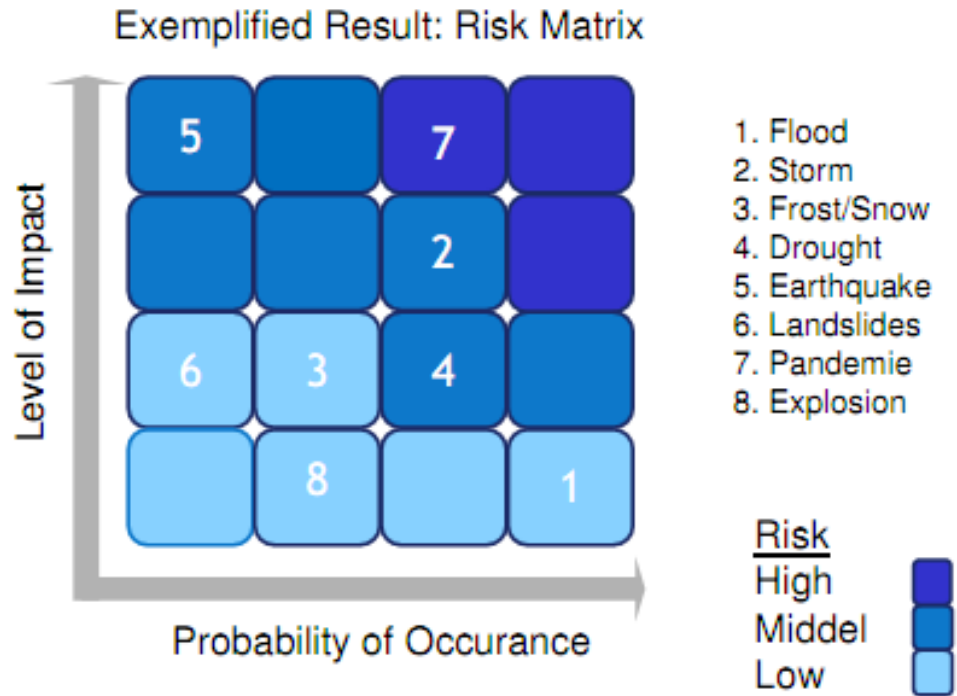 Exemplified Result: Risk Matrix
Level of Impact
5 7
2
6 3 4
8 1
Probability of Occurance
1. Flood
2. Storm
3. Frost/Snow
4. Drought
5. Earthquake
6. Landslides
7. Pandemie
8. Explosion
Risk
High
Middel
Low